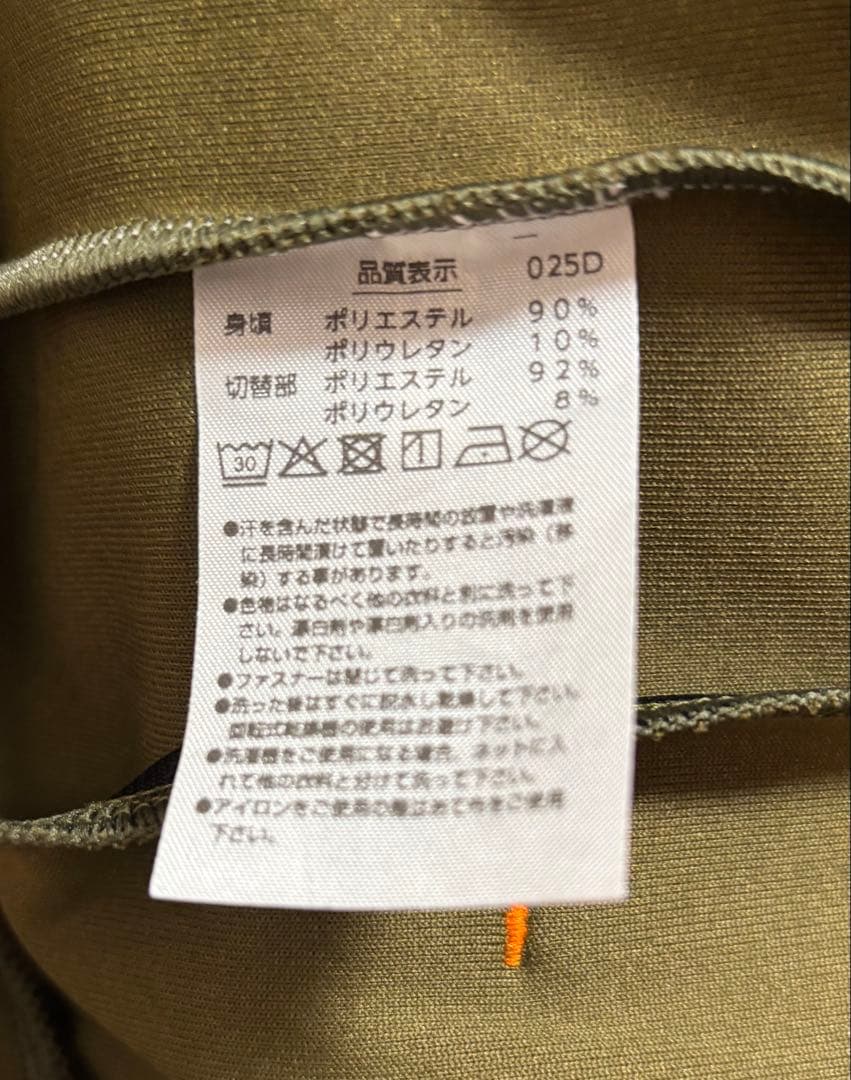 品質表示 025D
身頃 ポリエステル 90%
ポリウレタン 10%
切替部 ポリエステル 92%
ポリウレタン 8%
30
●汗を含んだ状態で長時間の放置や洗濯液
に長時間漬けて置いたりすると汚染（移
染）する事があります。
●色物はなるべく他の衣料と別に洗って下
さい。漂白剤や漂白剤入りの洗剤を使用
しないで下さい。
●ファスナーは閉じて洗って下さい。
●洗った後はすぐに脱水し乾燥して下さい。
回転式乾燥機の使用はお避け下さい。
●洗濯機をご使用になる場合、ネットに入
れて他の衣料と分けて洗って下さい。
●アイロンをご使用の際はあて布をご使用
下さい。